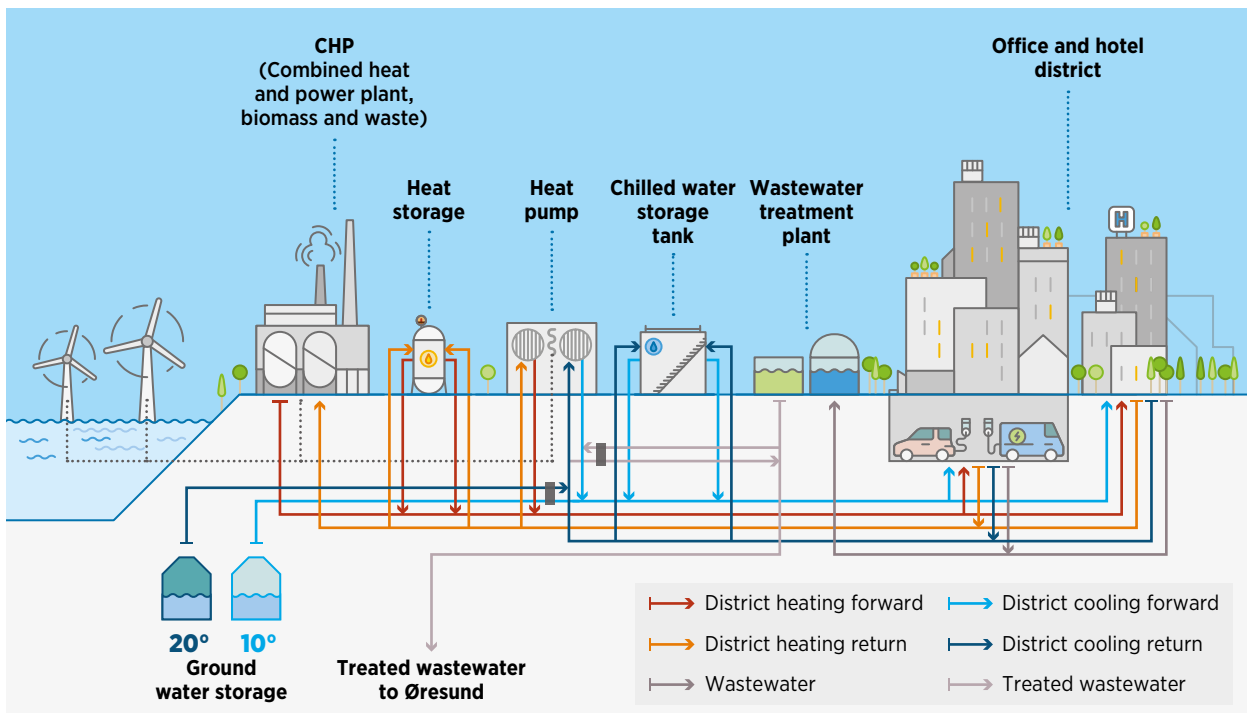 CHP
(Combined heat
and power plant,
biomass and waste)
Office and hotel
district
Heat
storage
Heat
pump
Chilled water
storage
tank
Wastewater
treatment
plant
H
20°
10°
Ground
water storage
Treated wastewater
to Øresund
District heating forward
District cooling forward
District heating return
District cooling return
Wastewater
Treated wastewater